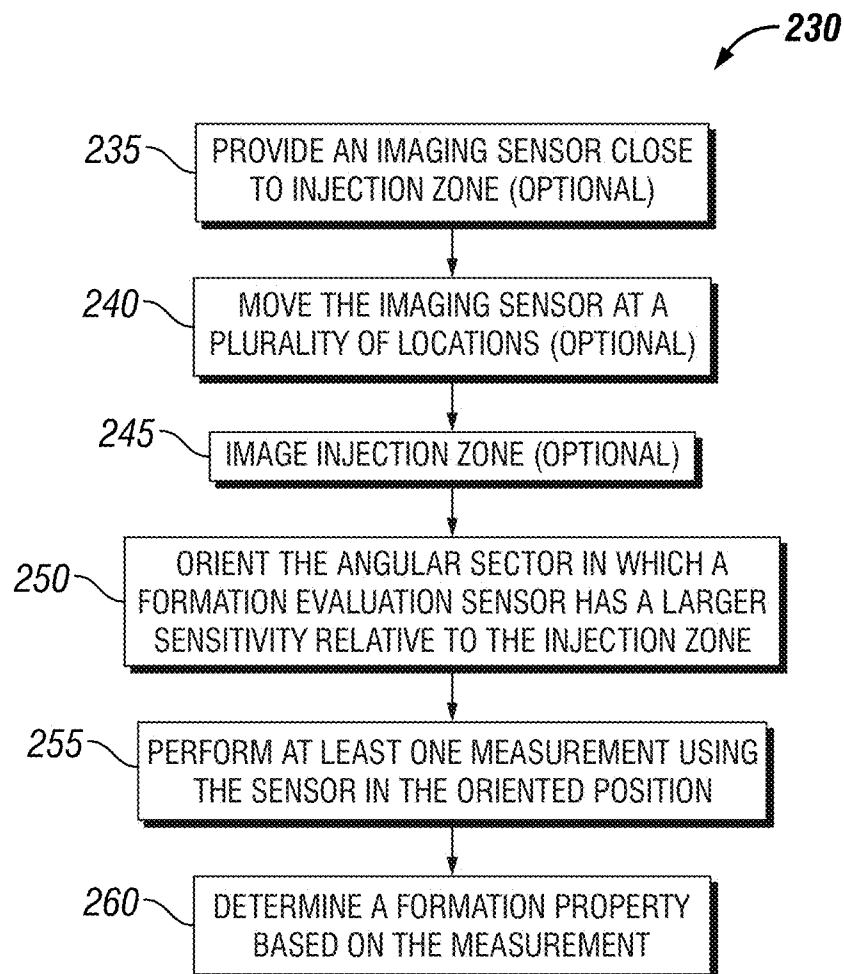 230
235
PROVIDE AN IMAGING SENSOR CLOSE
TO INJECTION ZONE (OPTIONAL)
240
MOVE THE IMAGING SENSOR AT A
PLURALITY OF LOCATIONS (OPTIONAL)
245
IMAGE INJECTION ZONE (OPTIONAL)
250
ORIENT THE ANGULAR SECTOR IN WHICH A
FORMATION EVALUATION SENSOR HAS A LARGER
SENSITIVITY RELATIVE TO THE INJECTION ZONE
255
PERFORM AT LEAST ONE MEASUREMENT USING
THE SENSOR IN THE ORIENTED POSITION
260
DETERMINE A FORMATION PROPERTY
BASED ON THE MEASUREMENT